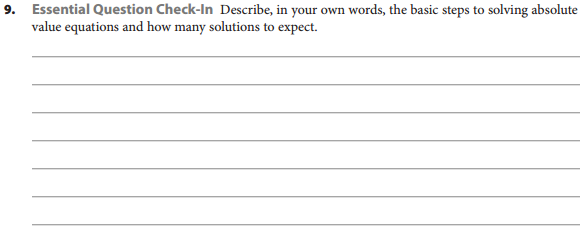 9. Essential Question Check-In Describe, in your own words, the basic steps to solving absolute
value equations and how many solutions to expect.